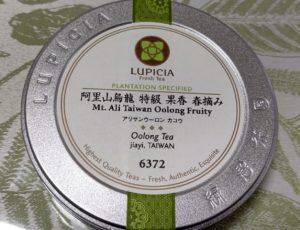 LUPICIA
Fresh Tea
PLANTATION SPECIFIED
阿里山烏龍 特級 果香 春摘み
Mt. Ali Taiwan Oolong Fruity
アリサンウーロン カコウ
Oolong Tea
jiayi, TAIWAN
6372
Highest Quality Teas – Fresh, Authentic, Exquisite
LUPICIA